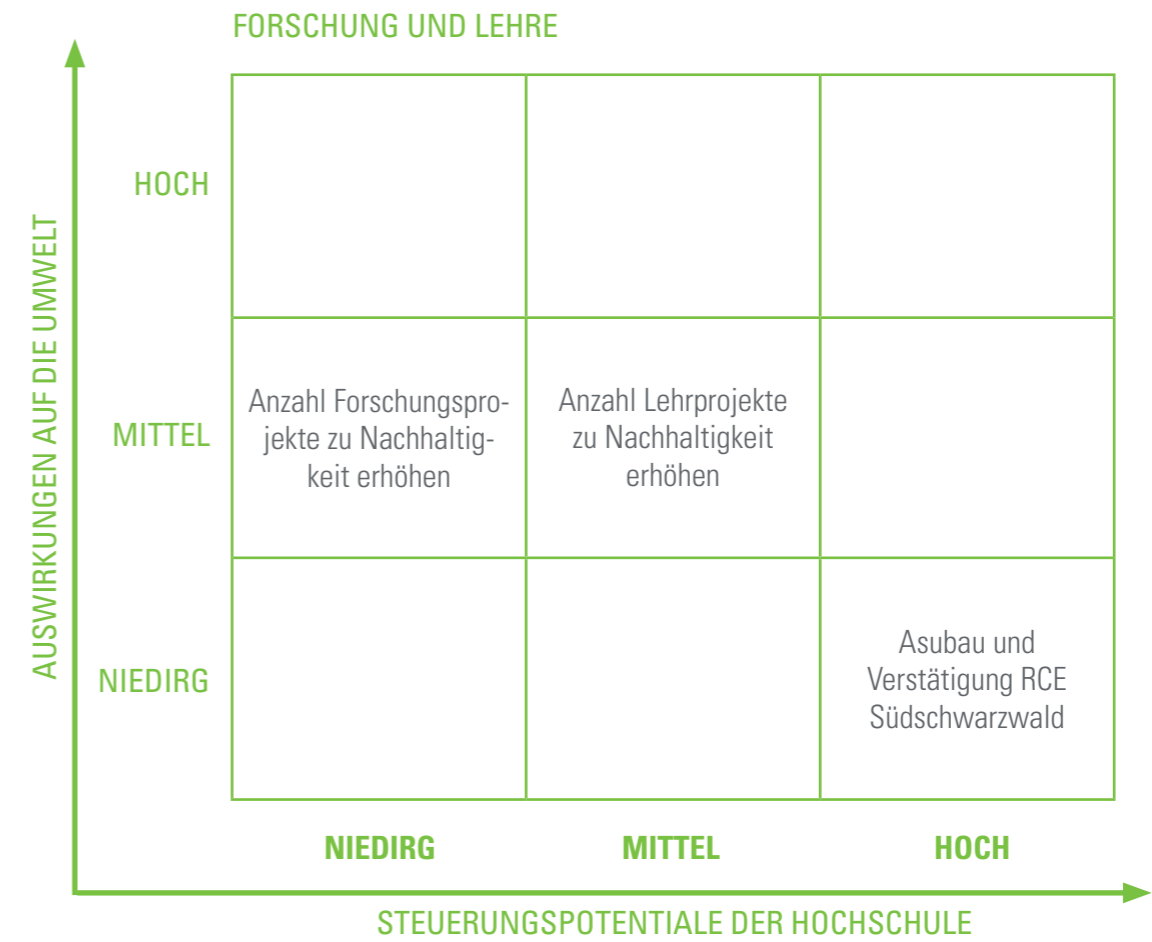 FORSCHUNG UND LEHRE
AUSWIRKUNGEN AUF DIE UMWELT
HOCH
MITTEL
Anzahl Forschungspro-
jekte zu Nachhaltig-
keit erhöhen
Anzahl Lehrprojekte
zu Nachhaltigkeit
erhöhen
NIEDIRG
Asubau und
Verstätigung RCE
Südschwarzwald
NIEDIRG
MITTEL
HOCH
STEUERUNGSPOTENTIALE DER HOCHSCHULE